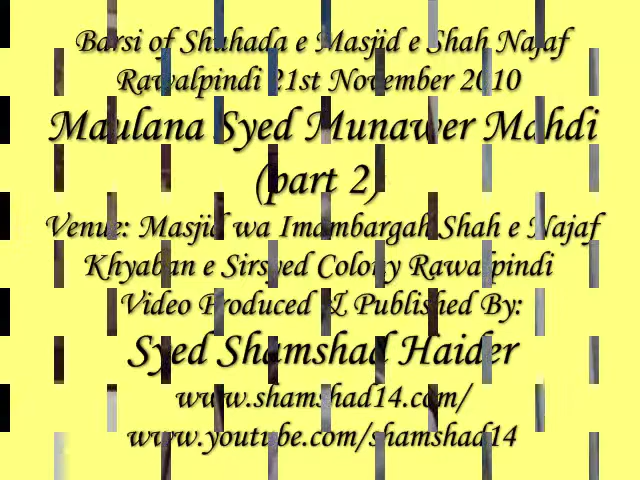 Barsi of Shuhada e Masjid e Shah Najaf
Rawalpindi 21st November 2010
Maulana Syed Munawer Mahdi
(part 2)
Venue: Masjid wa Imambargah Shah e Najaf
Khyaban e Sirsyed Colony Rawalpindi
Video Produced & Published By:
Syed Shamshad Haider
www.shamshad14.com/
www.youtube.com/shamshad14